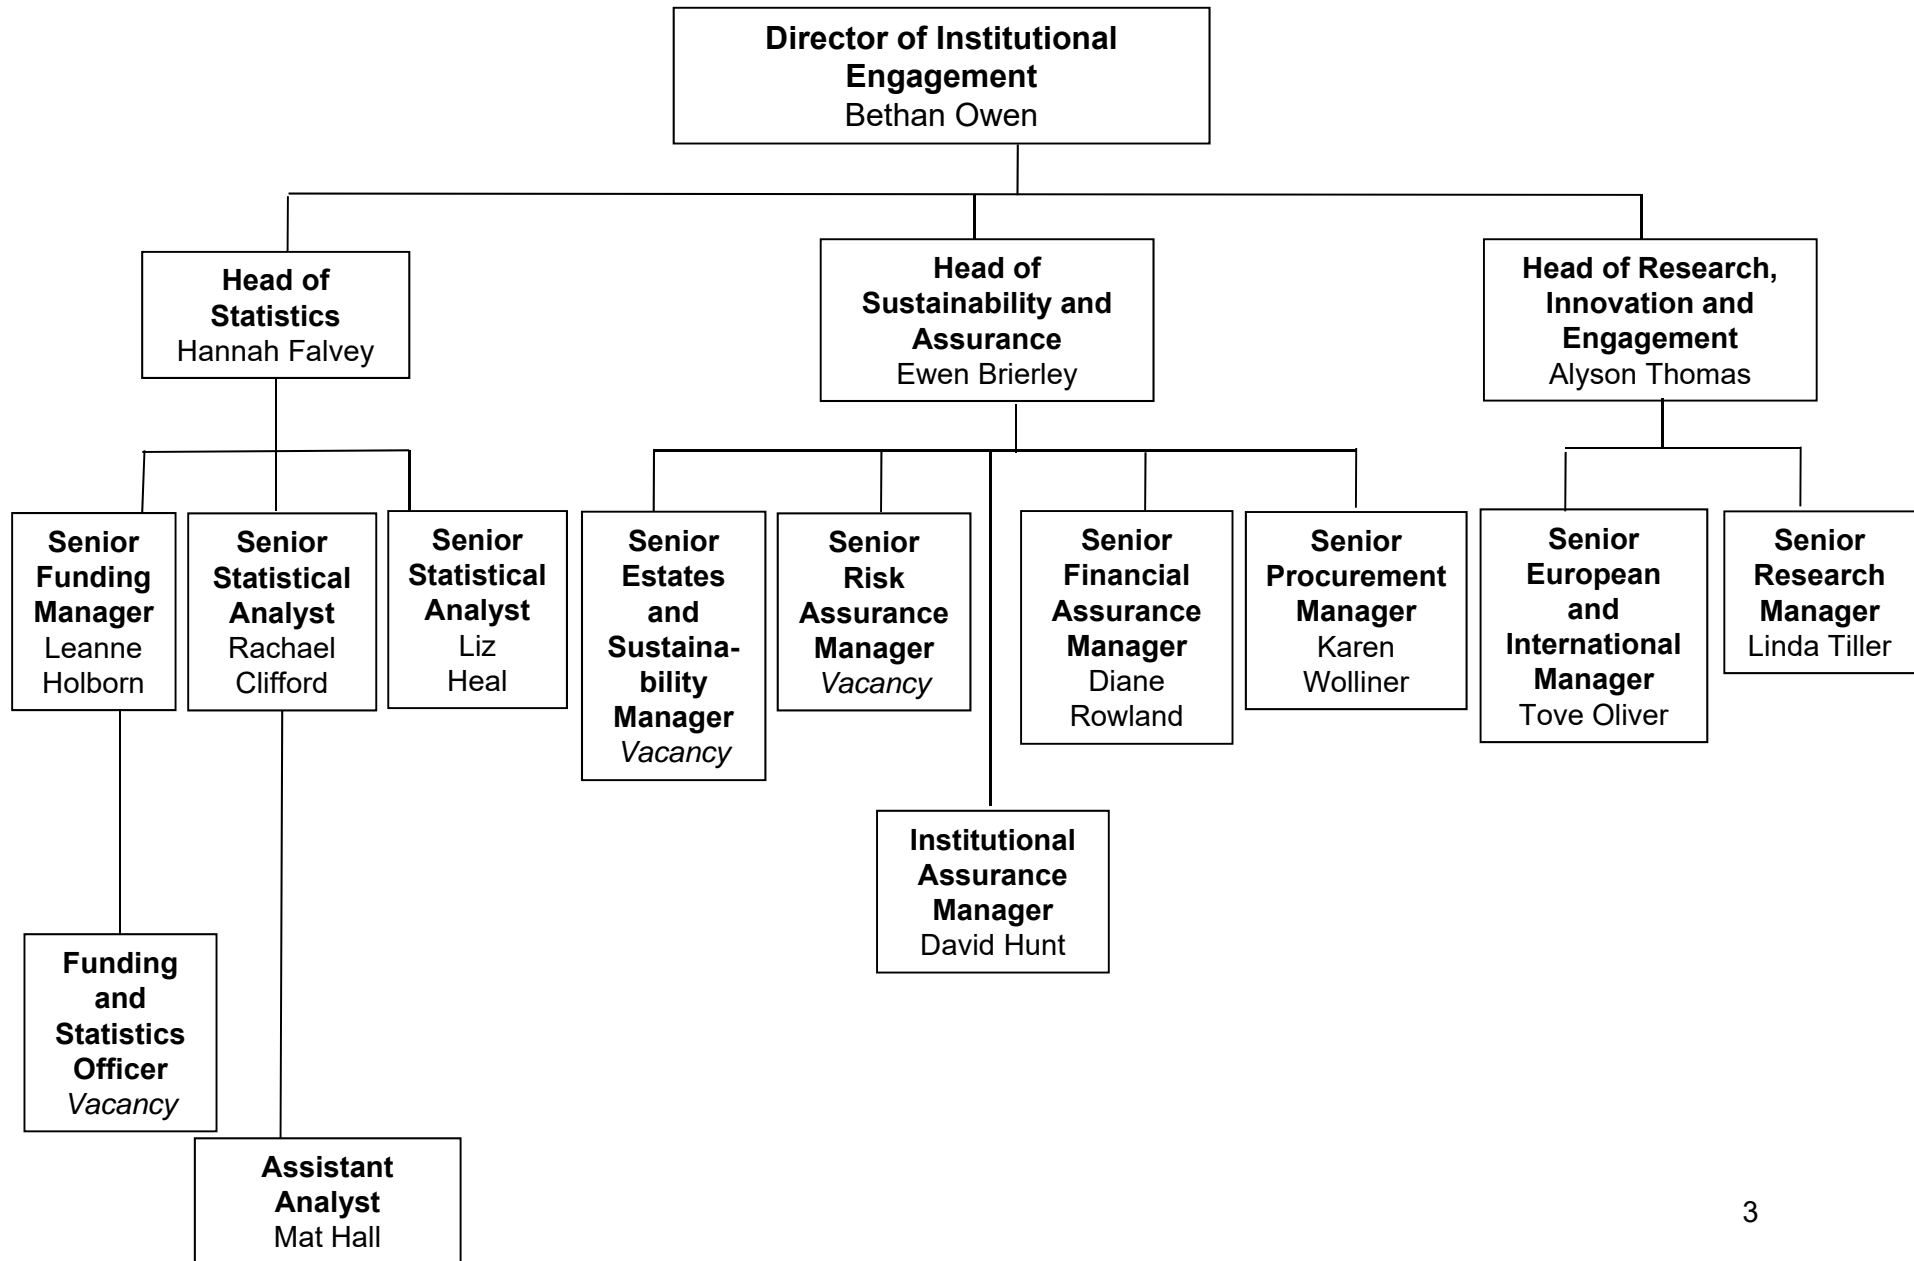 Director of Institutional
Engagement
Bethan Owen
Head of
Statistics
Hannah Falvey
Head of
Sustainability and
Assurance
Ewen Brierley
Head of Research,
Innovation and
Engagement
Alyson Thomas
Senior
Funding
Manager
Leanne
Holborn
Senior
Statistical
Analyst
Rachael
Clifford
Senior
Statistical
Analyst
Liz
Heal
Senior
Estates
and
Sustaina-
bility
Manager
Vacancy
Senior
Risk
Assurance
Manager
Vacancy
Senior
Financial
Assurance
Manager
Diane
Rowland
Senior
Procurement
Manager
Karen
Wolliner
Senior
European
and
International
Manager
Tove Oliver
Senior
Research
Manager
Linda Tiller
Institutional
Assurance
Manager
David Hunt
Funding
and
Statistics
Officer
Vacancy
Assistant
Analyst
Mat Hall
3